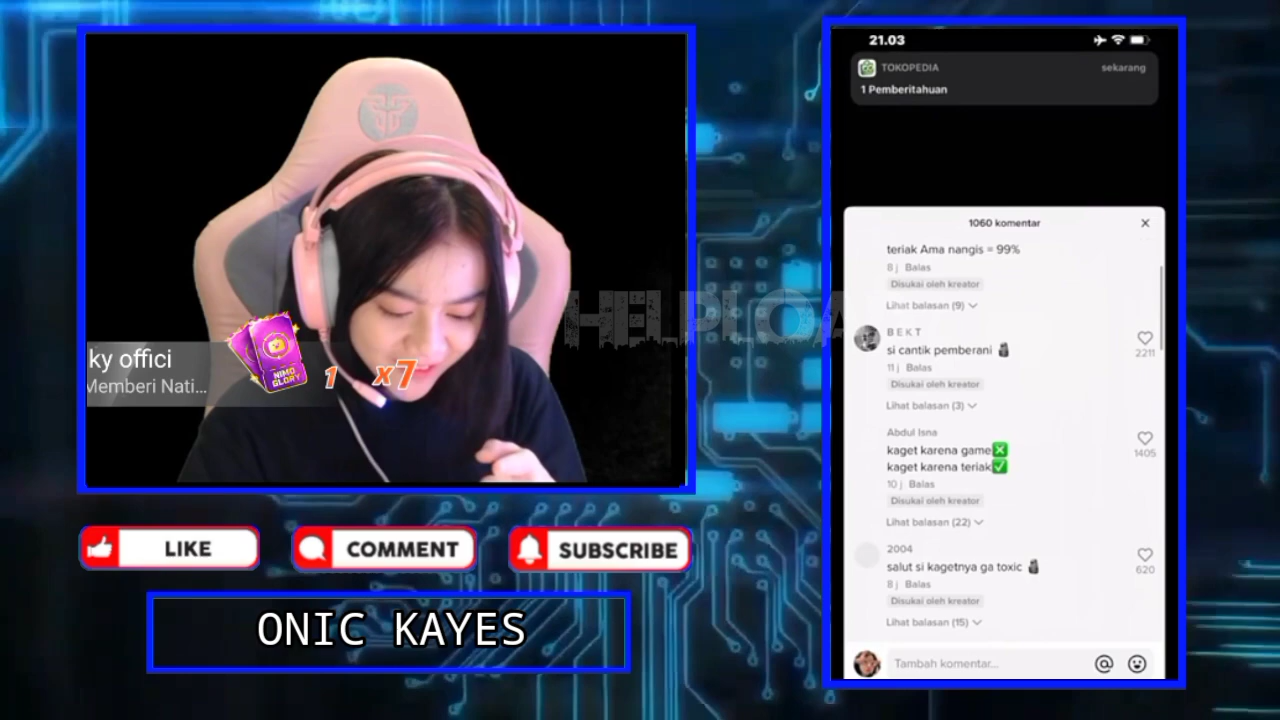 ky offici
Memberi Nati...
NIMO
GLORY
1 x7
LIKE
COMMENT
SUBSCRIBE
ONIC KAYES
HELPLOA
21.03
TOKOPEDIA
sekarang
1 Pemberitahuan
1060 komentar
teriak Ama nangis = 99%
8 j Balas
Disukai oleh kreator
Lihat balasan (9)
B E K T
si cantik pemberani 🗿
2211
11 j Balas
Disukai oleh kreator
Lihat balasan (3)
Abdul Isna
kaget karena game❎
1405
kaget karena teriak✅
10 j Balas
Disukai oleh kreator
Lihat balasan (22)
2004
salut si kagetnya ga toxic 🗿
620
8 j Balas
Disukai oleh kreator
Lihat balasan (15)
Tambah komentar...